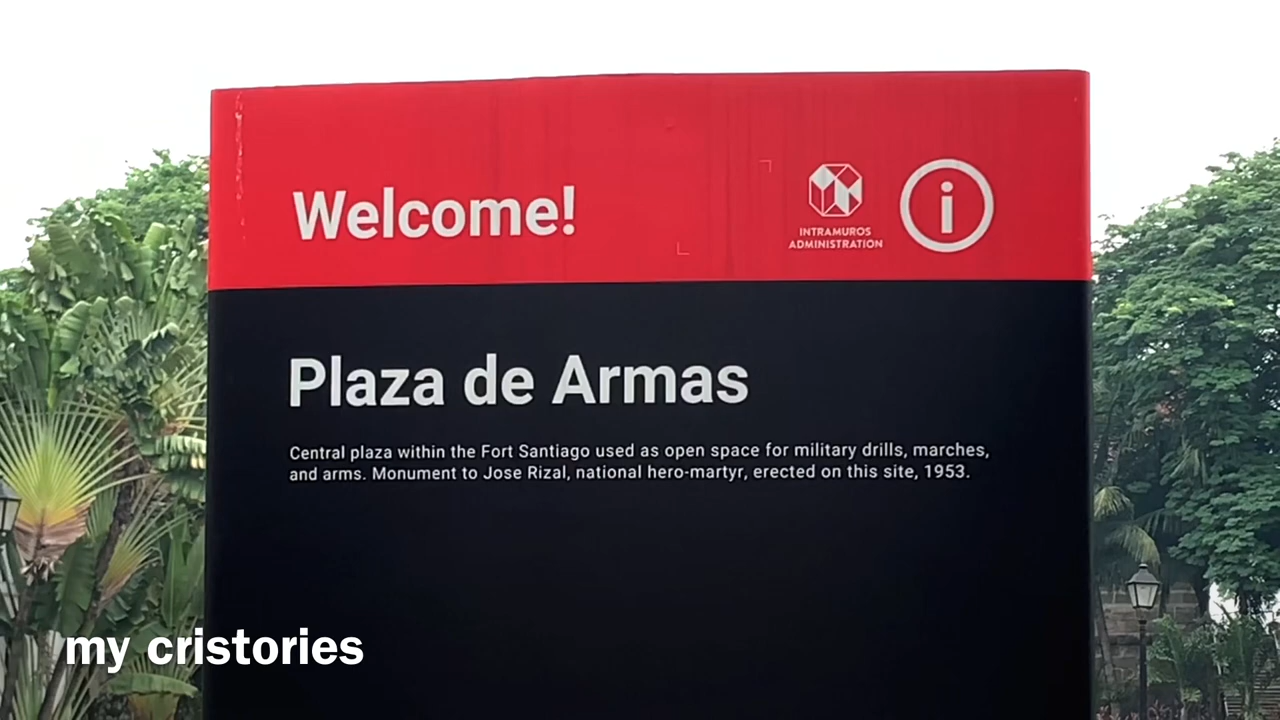 Welcome!
INTRAMUROS
ADMINISTRATION
i
Plaza de Armas
Central plaza within the Fort Santiago used as open space for military drills, marches,
and arms. Monument to Jose Rizal, national hero-martyr, erected on this site, 1953.
my cristories